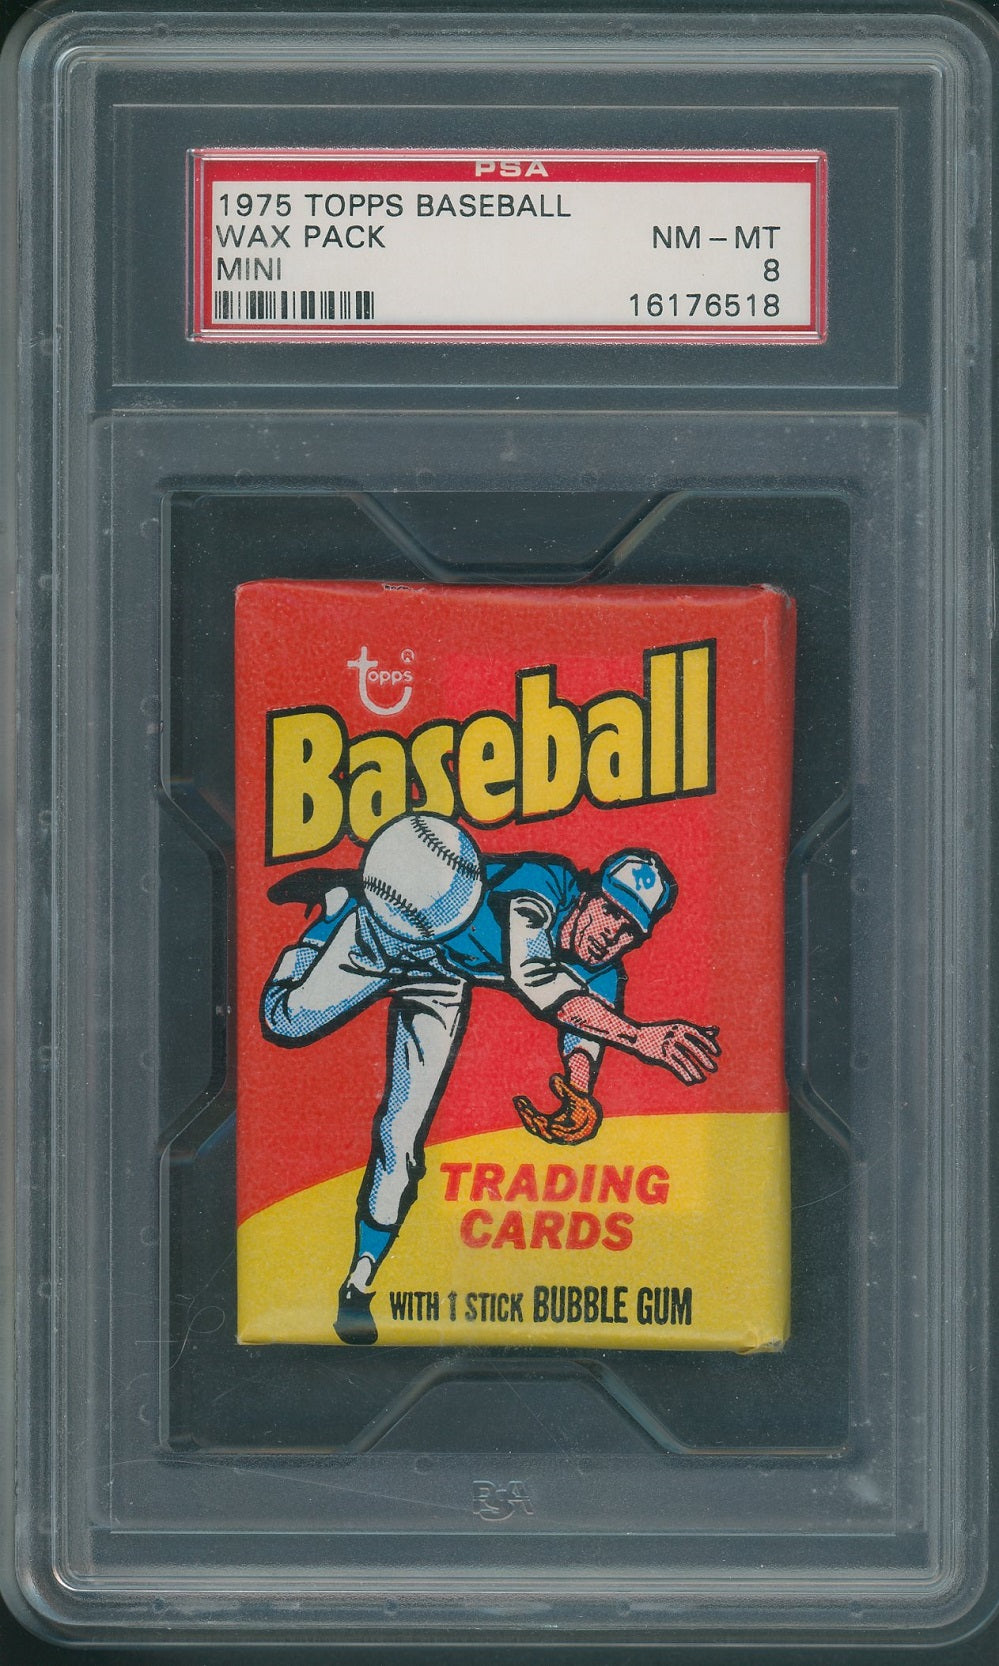 PSA
1975 TOPPS BASEBALL
WAX PACK NM-MT
MINI 8
16176518
topps ®
Baseball
TRADING
CARDS
WITH 1 STICK BUBBLE GUM
PSA